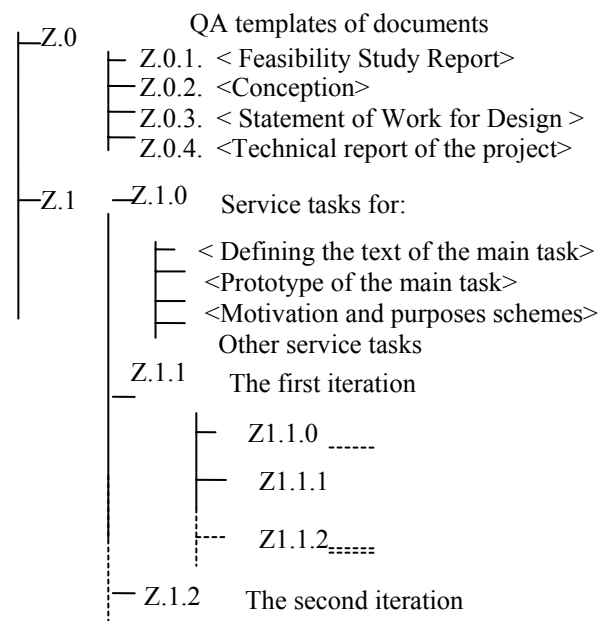 QA templates of documents
Z.0
Z.0.1. < Feasibility Study Report>
Z.0.2. <Conception>
Z.0.3. < Statement of Work for Design >
Z.0.4. <Technical report of the project>
Z.1 Z.1.0 Service tasks for:
< Defining the text of the main task>
<Prototype of the main task>
<Motivation and purposes schemes>
Other service tasks
Z.1.1 The first iteration
Z1.1.0
Z1.1.1
Z1.1.2
Z.1.2 The second iteration